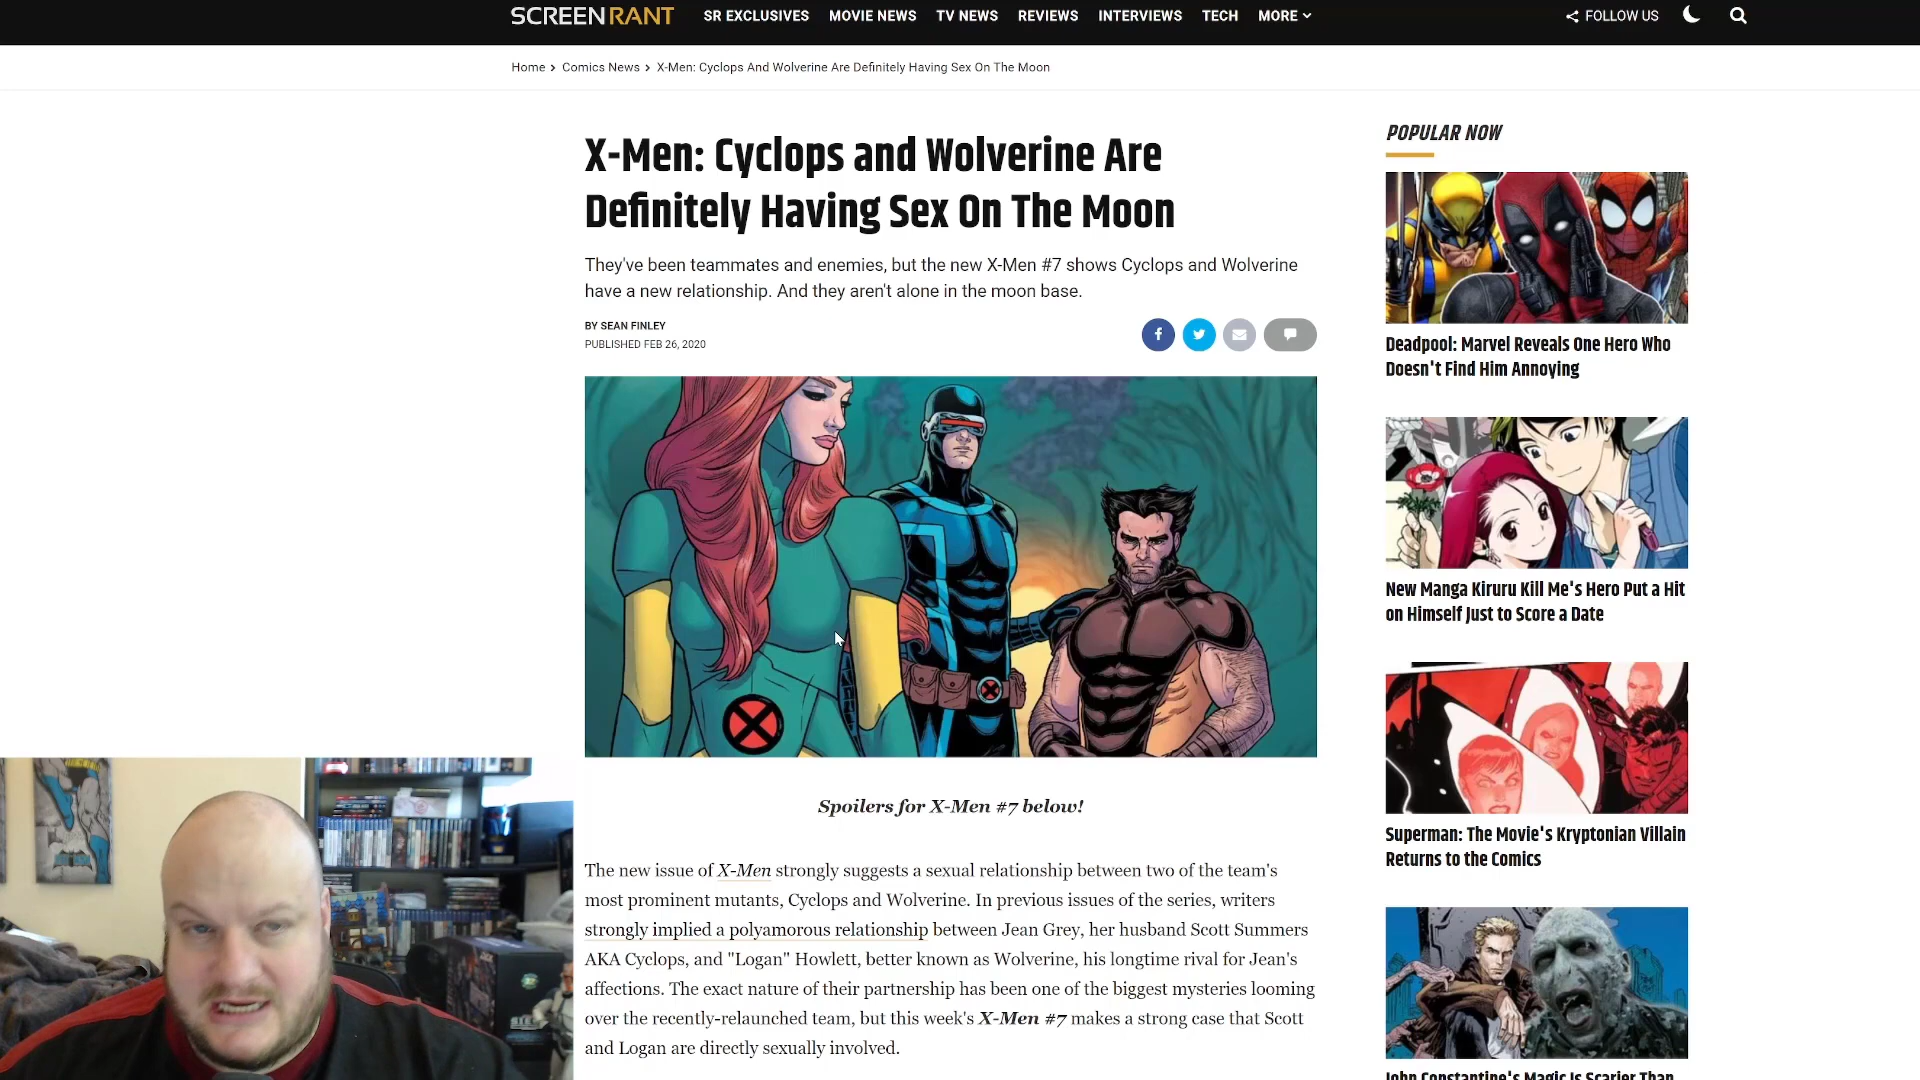 SCREENRANT
SR EXCLUSIVES MOVIE NEWS TV NEWS REVIEWS INTERVIEWS TECH MORE
FOLLOW US
Home > Comics News > X-Men: Cyclops And Wolverine Are Definitely Having Sex On The Moon
X-Men: Cyclops and Wolverine Are
Definitely Having Sex On The Moon
They've been teammates and enemies, but the new X-Men #7 shows Cyclops and Wolverine
have a new relationship. And they aren't alone in the moon base.
BY SEAN FINLEY
PUBLISHED FEB 26, 2020
Spoilers for X-Men #7 below!
The new issue of X-Men strongly suggests a sexual relationship between two of the team's
most prominent mutants, Cyclops and Wolverine. In previous issues of the series, writers
strongly implied a polyamorous relationship between Jean Grey, her husband Scott Summers
AKA Cyclops, and "Logan" Howlett, better known as Wolverine, his longtime rival for Jean's
affections. The exact nature of their partnership has been one of the biggest mysteries looming
over the recently-relaunched team, but this week's X-Men #7 makes a strong case that Scott
and Logan are directly sexually involved.
POPULAR NOW
Deadpool: Marvel Reveals One Hero Who
Doesn't Find Him Annoying
New Manga Kiruru Kill Me's Hero Put a Hit
on Himself Just to Score a Date
Superman: The Movie's Kryptonian Villain
Returns to the Comics
John Constantine's Magic Is Scarier Than